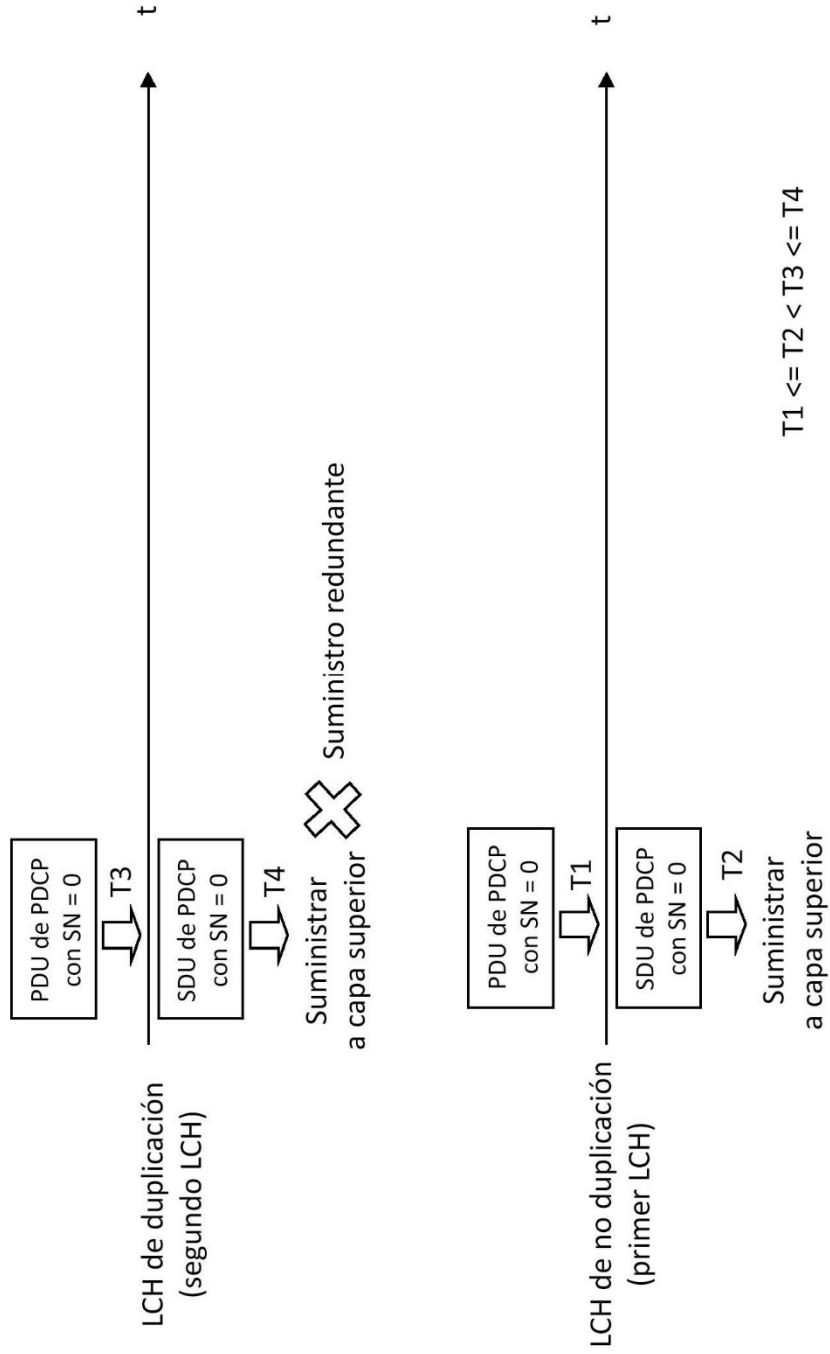 PDU de PDCP
con SN = 0
T3
t
LCH de duplicación
(segundo LCH)
SDU de PDCP
con SN = 0
T4
Suministrar
a capa superior
Suministro redundante
PDU de PDCP
con SN = 0
T1
t
LCH de no duplicación
(primer LCH)
SDU de PDCP
con SN = 0
T2
Suministrar
a capa superior
T1 <= T2 < T3 <= T4